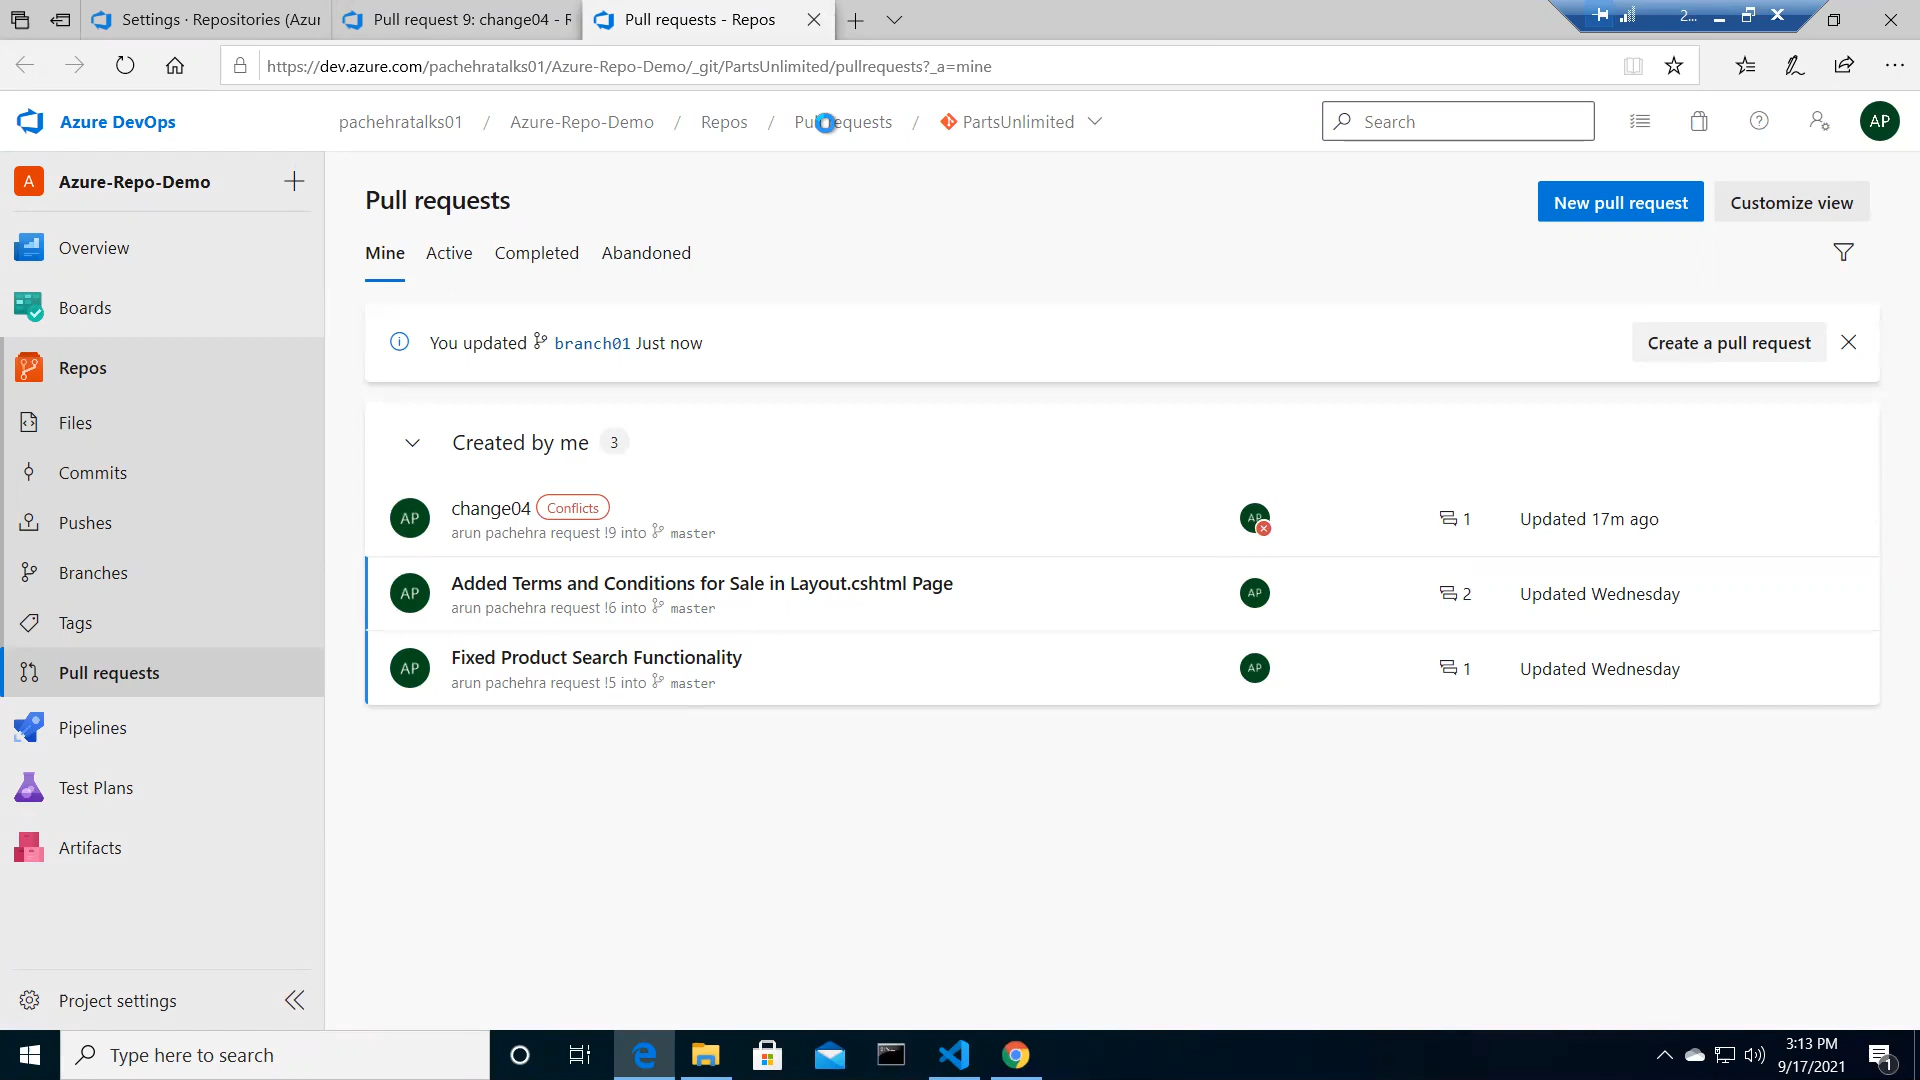 Settings · Repositories (Azur
Pull request 9: change04 - R
Pull requests - Repos
2...
https://dev.azure.com/pachehratalks01/Azure-Repo-Demo/_git/PartsUnlimited/pullrequests?_a=mine
Azure DevOps
pachehratalks01 / Azure-Repo-Demo / Repos / Pull requests / PartsUnlimited
Search
AP
A
Azure-Repo-Demo
Overview
Boards
Repos
Files
Commits
Pushes
Branches
Tags
Pull requests
Pipelines
Test Plans
Artifacts
Project settings
Pull requests
New pull request
Customize view
Mine
Active
Completed
Abandoned
You updated branch01 Just now
Create a pull request
Created by me 3
AP
change04 Conflicts
arun pachehra request !9 into master
AP
1
Updated 17m ago
AP
Added Terms and Conditions for Sale in Layout.cshtml Page
arun pachehra request !6 into master
AP
2
Updated Wednesday
AP
Fixed Product Search Functionality
arun pachehra request !5 into master
AP
1
Updated Wednesday
Type here to search
3:13 PM
9/17/2021
1